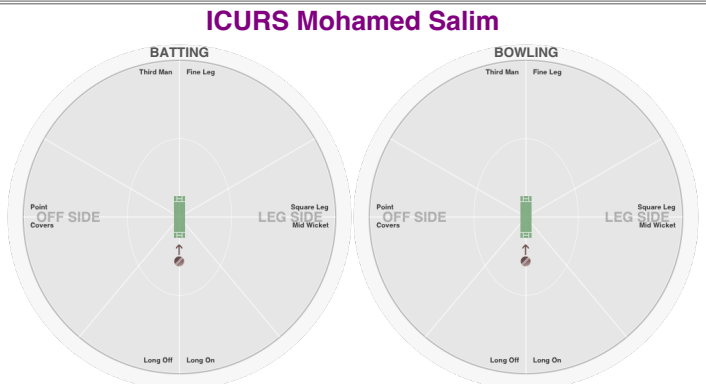 ICURS Mohamed Salim
BATTING
Third Man Fine Leg
Point
OFF SIDE
Covers
Square Leg
LEG SIDE
Mid Wicket
Long Off Long On
BOWLING
Third Man Fine Leg
Point
OFF SIDE
Covers
Square Leg
LEG SIDE
Mid Wicket
Long Off Long On